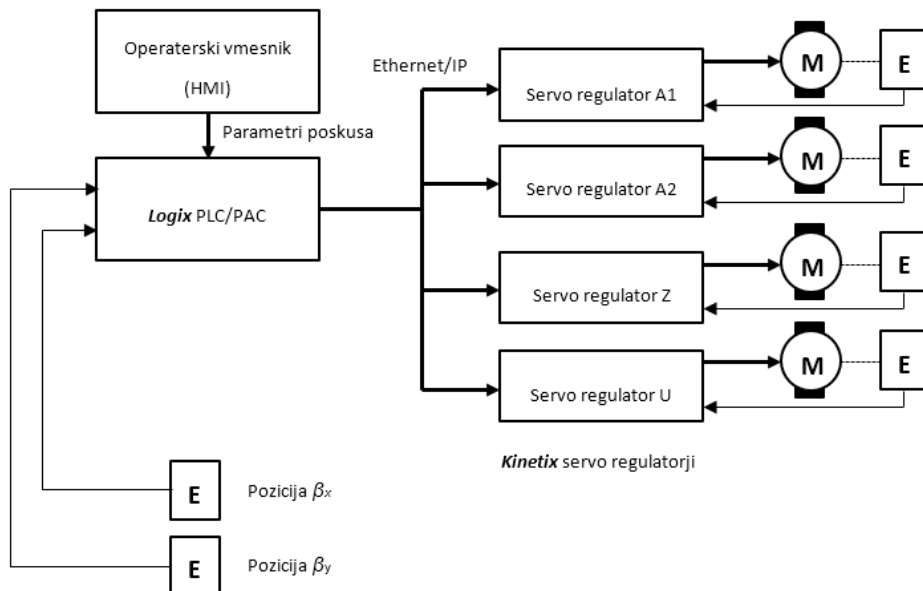 Operaterski vmesnik
(HMI)
Parametri poskusa
Logix PLC/PAC
Ethernet/IP
Servo regulator A1
M
E
Servo regulator A2
M
E
Servo regulator Z
M
E
Servo regulator U
M
E
Kinetix servo regulatorji
E
Pozicija βx
E
Pozicija βy